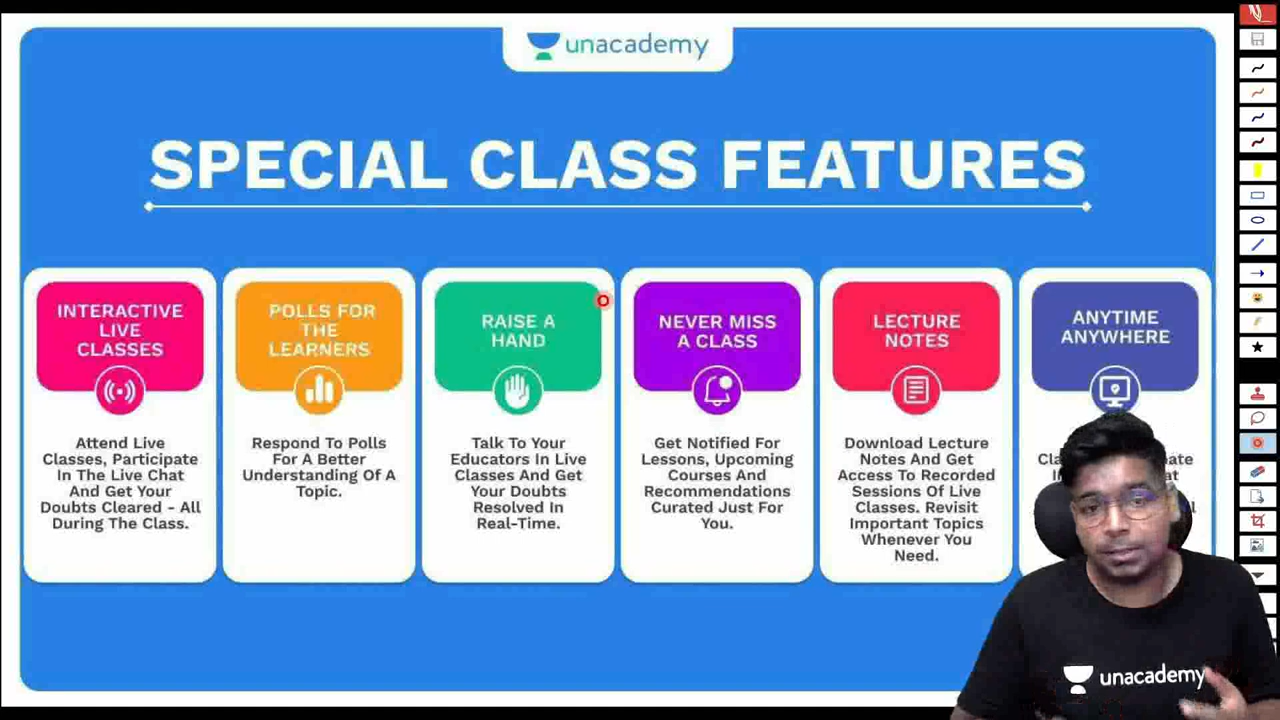 unacademy
SPECIAL CLASS FEATURES
INTERACTIVE
LIVE
CLASSES
Attend Live
Classes, Participate
In The Live Chat
And Get Your
Doubts Cleared - All
During The Class.
POLLS FOR
THE
LEARNERS
Respond To Polls
For A Better
Understanding Of A
Topic.
RAISE A
HAND
Talk To Your
Educators In Live
Classes And Get
Your Doubts
Resolved In
Real-Time.
NEVER MISS
A CLASS
Get Notified For
Lessons, Upcoming
Courses And
Recommendations
Curated Just For
You.
LECTURE
NOTES
Download Lecture
Notes And Get
Access To Recorded
Sessions Of Live
Classes. Revisit
Important Topics
Whenever You
Need.
ANYTIME
ANYWHERE
unacademy